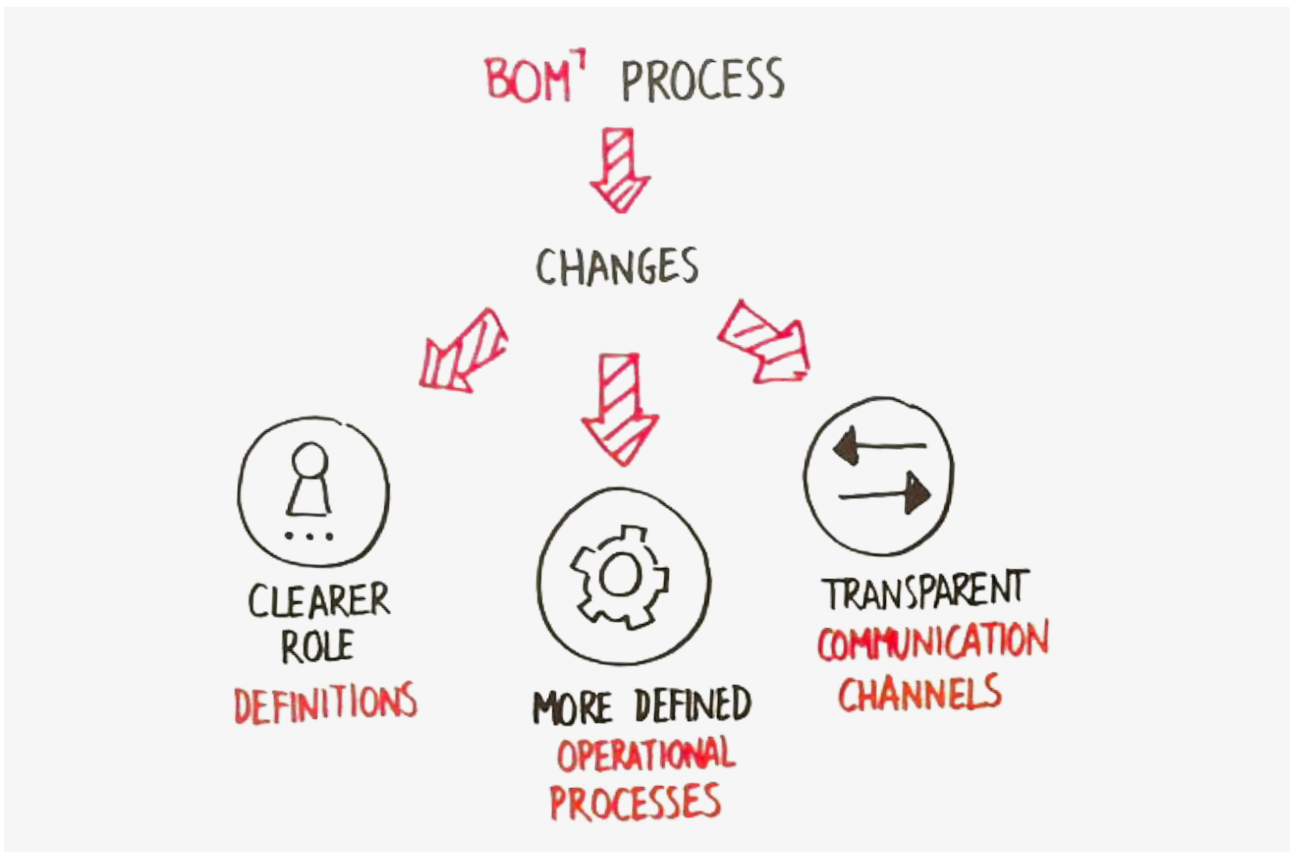 BOM⁷ PROCESS
CHANGES
CLEARER
ROLE
DEFINITIONS
MORE DEFINED
OPERATIONAL
PROCESSES
TRANSPARENT
COMMUNICATION
CHANNELS